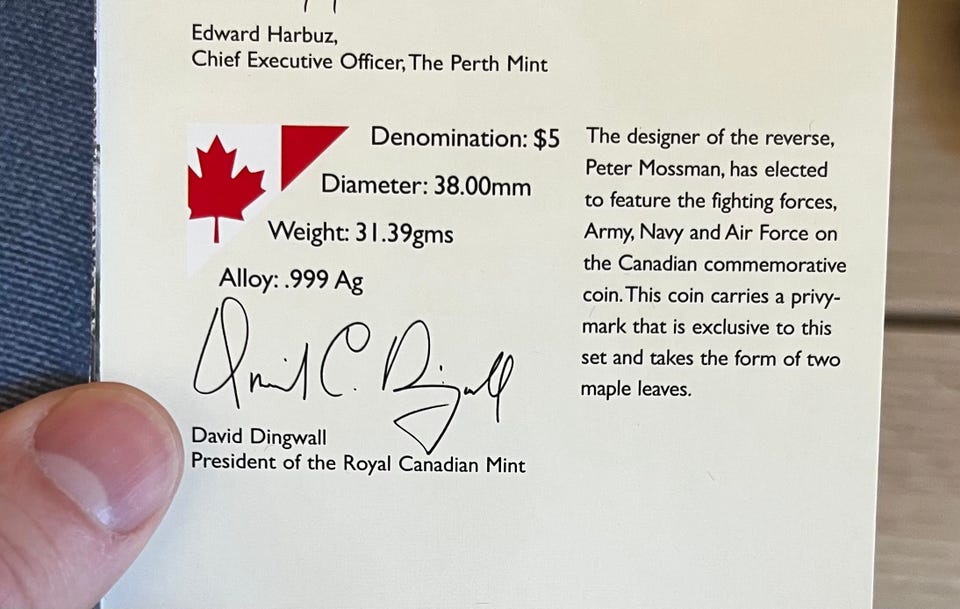 Edward Harbuz,
Chief Executive Officer, The Perth Mint
Denomination: $5
Diameter: 38.00mm
Weight: 31.39gms
Alloy: .999 Ag
David C. Dingwall
David Dingwall
President of the Royal Canadian Mint
The designer of the reverse,
Peter Mossman, has elected
to feature the fighting forces,
Army, Navy and Air Force on
the Canadian commemorative
coin. This coin carries a privy-
mark that is exclusive to this
set and takes the form of two
maple leaves.